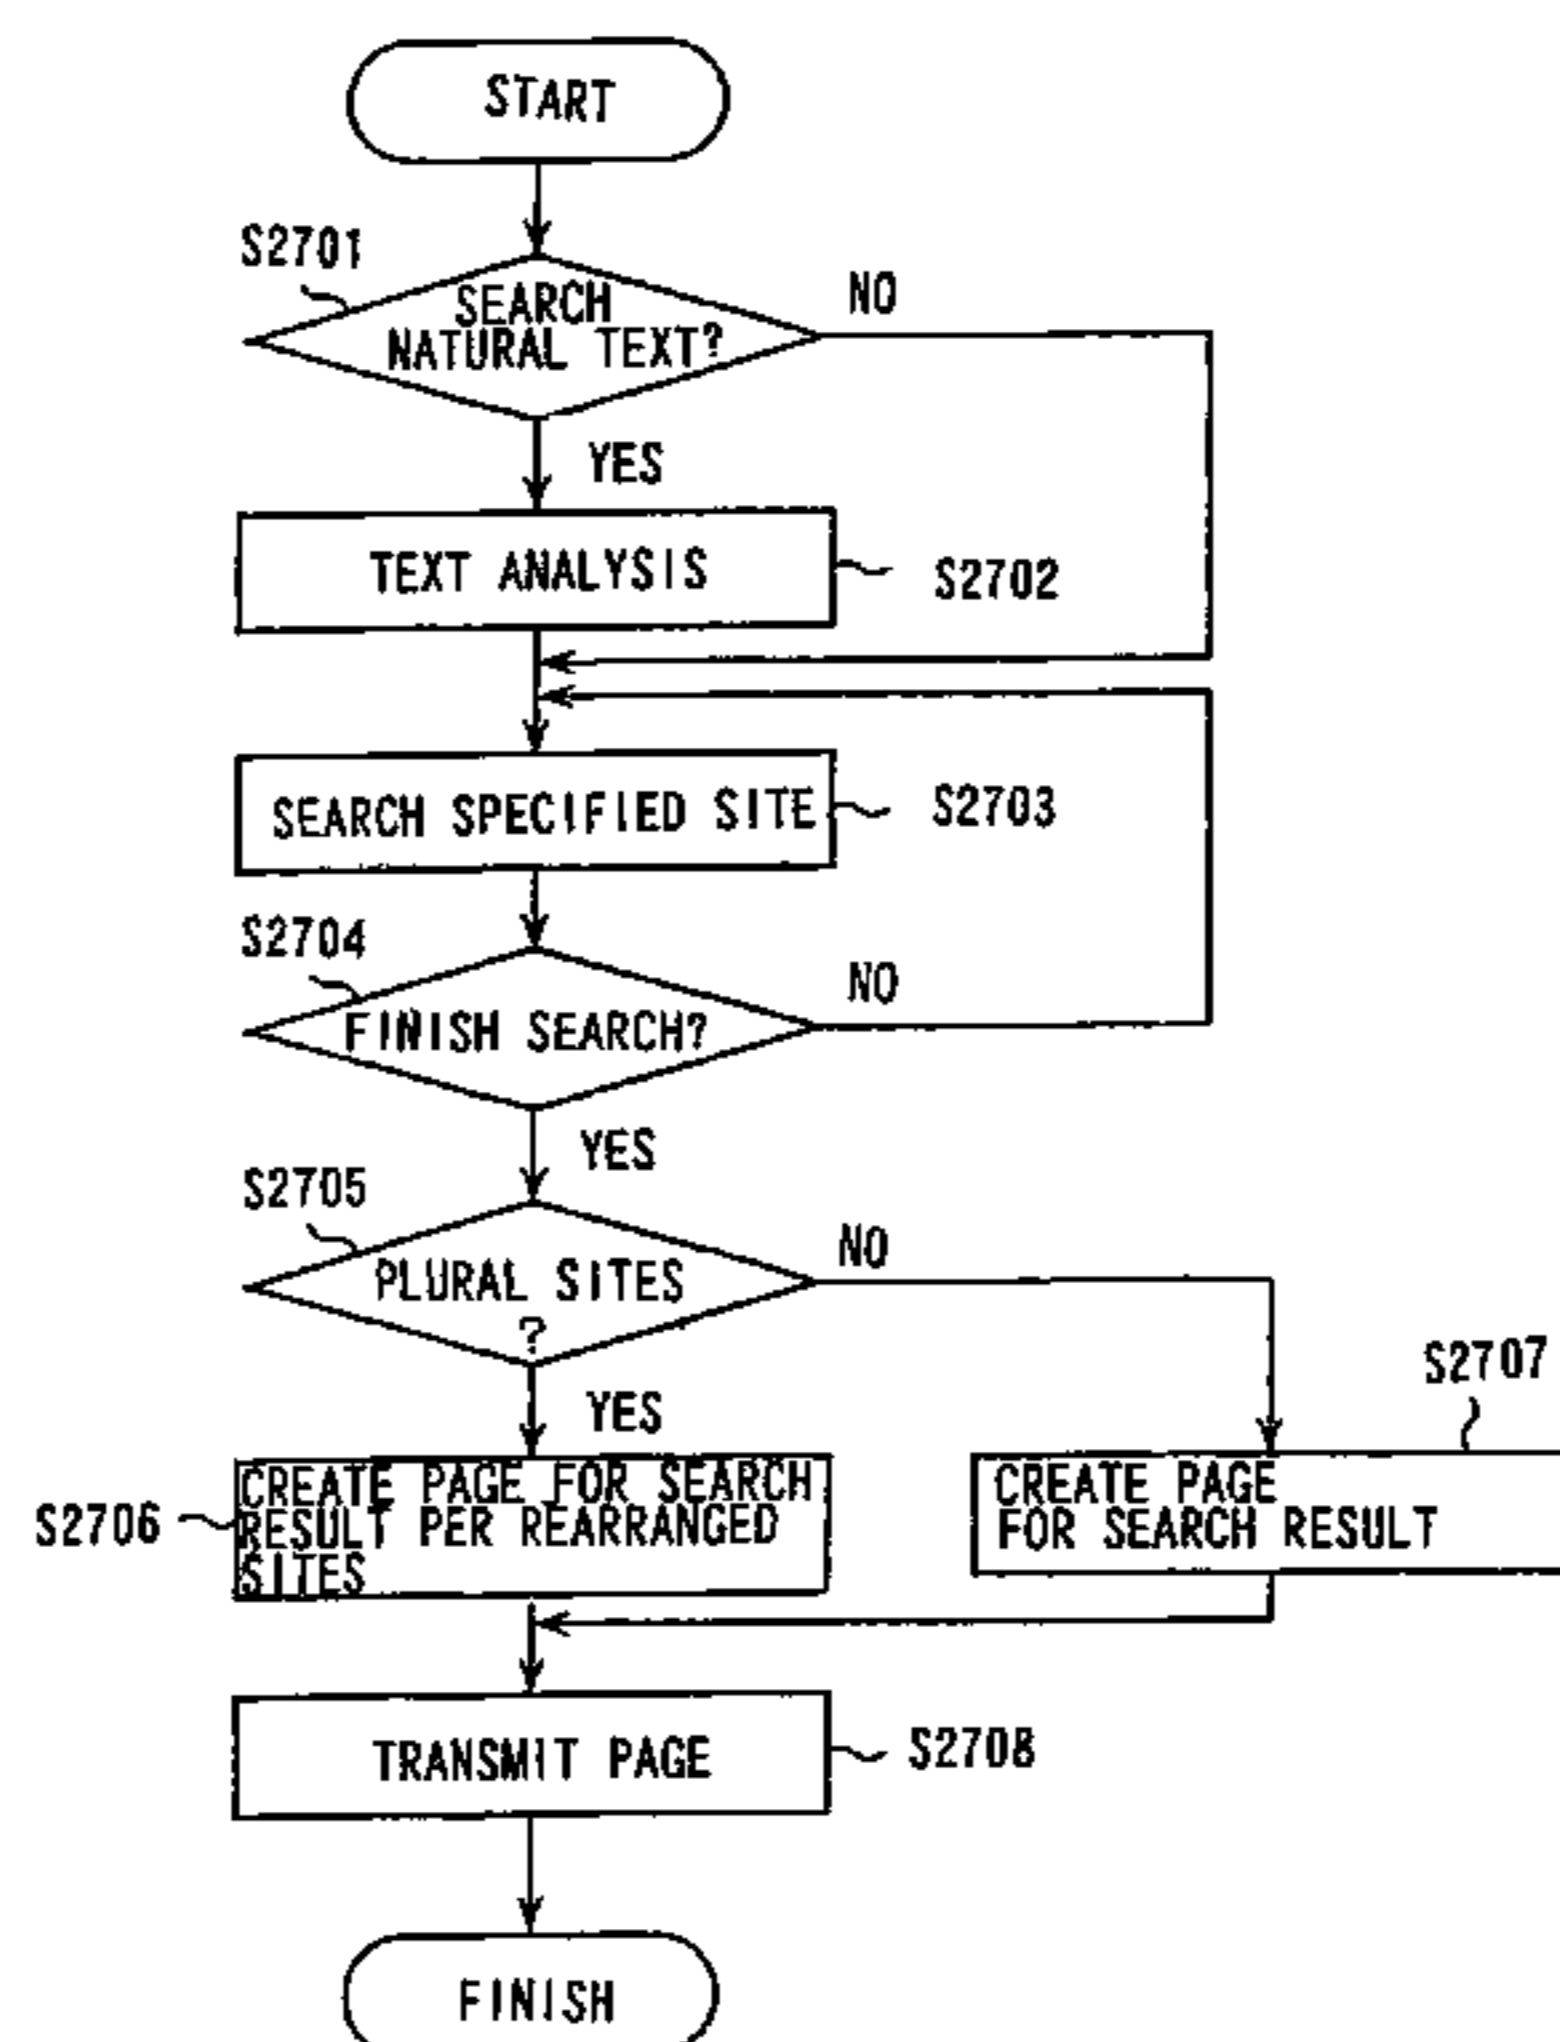 START
S2701
SEARCH
NATURAL TEXT?
NO
YES
TEXT ANALYSIS
S2702
SEARCH SPECIFIED SITE
S2703
S2704
FINISH SEARCH?
NO
YES
S2705
PLURAL SITES
?
NO
YES
S2706
CREATE PAGE FOR SEARCH
RESULT PER REARRANGED
SITES
S2707
CREATE PAGE
FOR SEARCH RESULT
TRANSMIT PAGE
S2708
FINISH